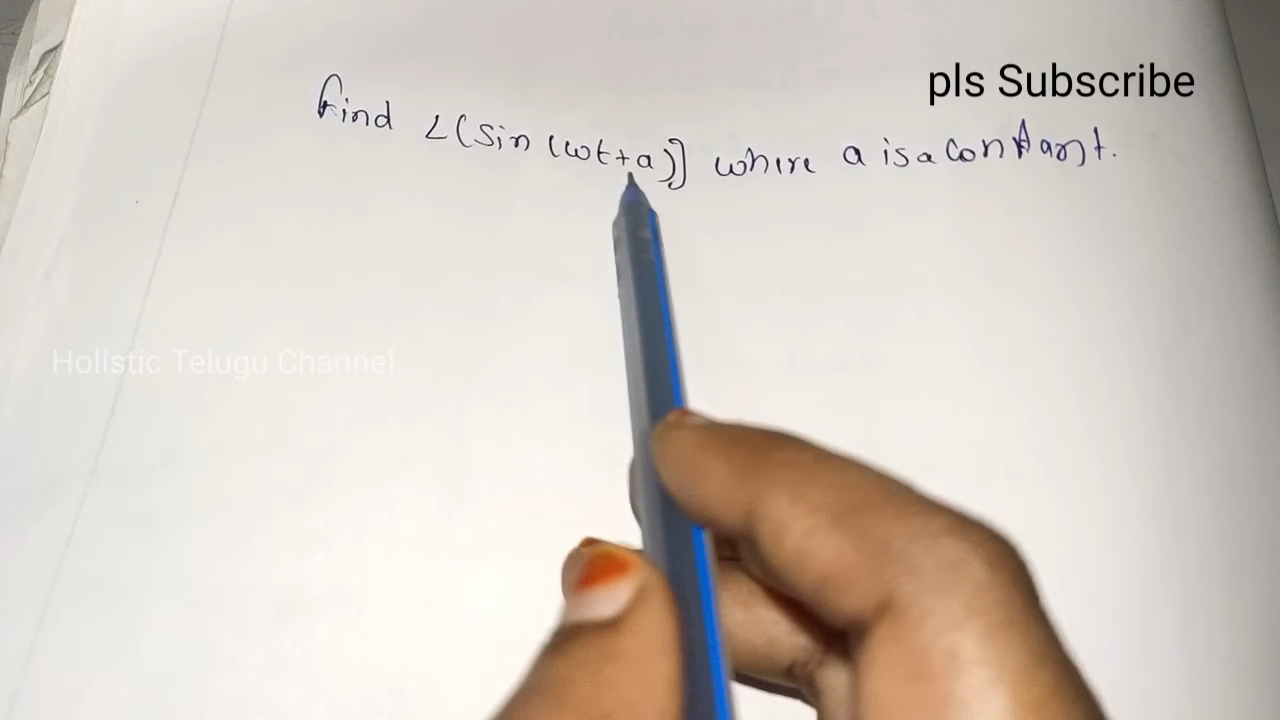 pls Subscribe
Find L(Sin(ωt+a)] where a is a constant.
Holistic Telugu Channel